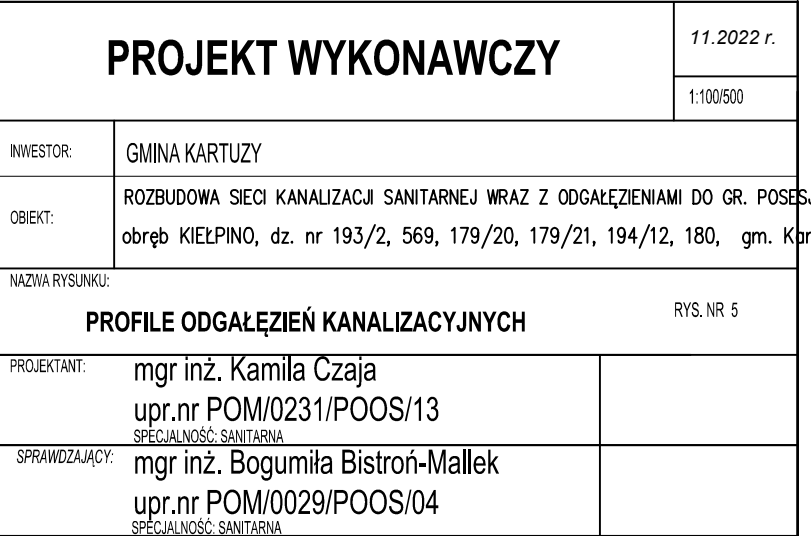 PROJEKT WYKONAWCZY
11.2022 r.
1:100/500
INWESTOR:
GMINA KARTUZY
OBIEKT:
ROZBUDOWA SIECI KANALIZACJI SANITARNEJ WRAZ Z ODGAŁĘZIENIAMI DO GR. POSESJ
obręb KIEŁPINO, dz. nr 193/2, 569, 179/20, 179/21, 194/12, 180, gm. Kar
NAZWA RYSUNKU:
PROFILE ODGAŁĘZIEŃ KANALIZACYJNYCH
RYS. NR 5
PROJEKTANT:
mgr inż. Kamila Czaja
upr.nr POM/0231/POOS/13
SPECJALNOŚĆ: SANITARNA
SPRAWDZAJĄCY:
mgr inż. Bogumiła Bistroń-Mallek
upr.nr POM/0029/POOS/04
SPECJALNOŚĆ: SANITARNA